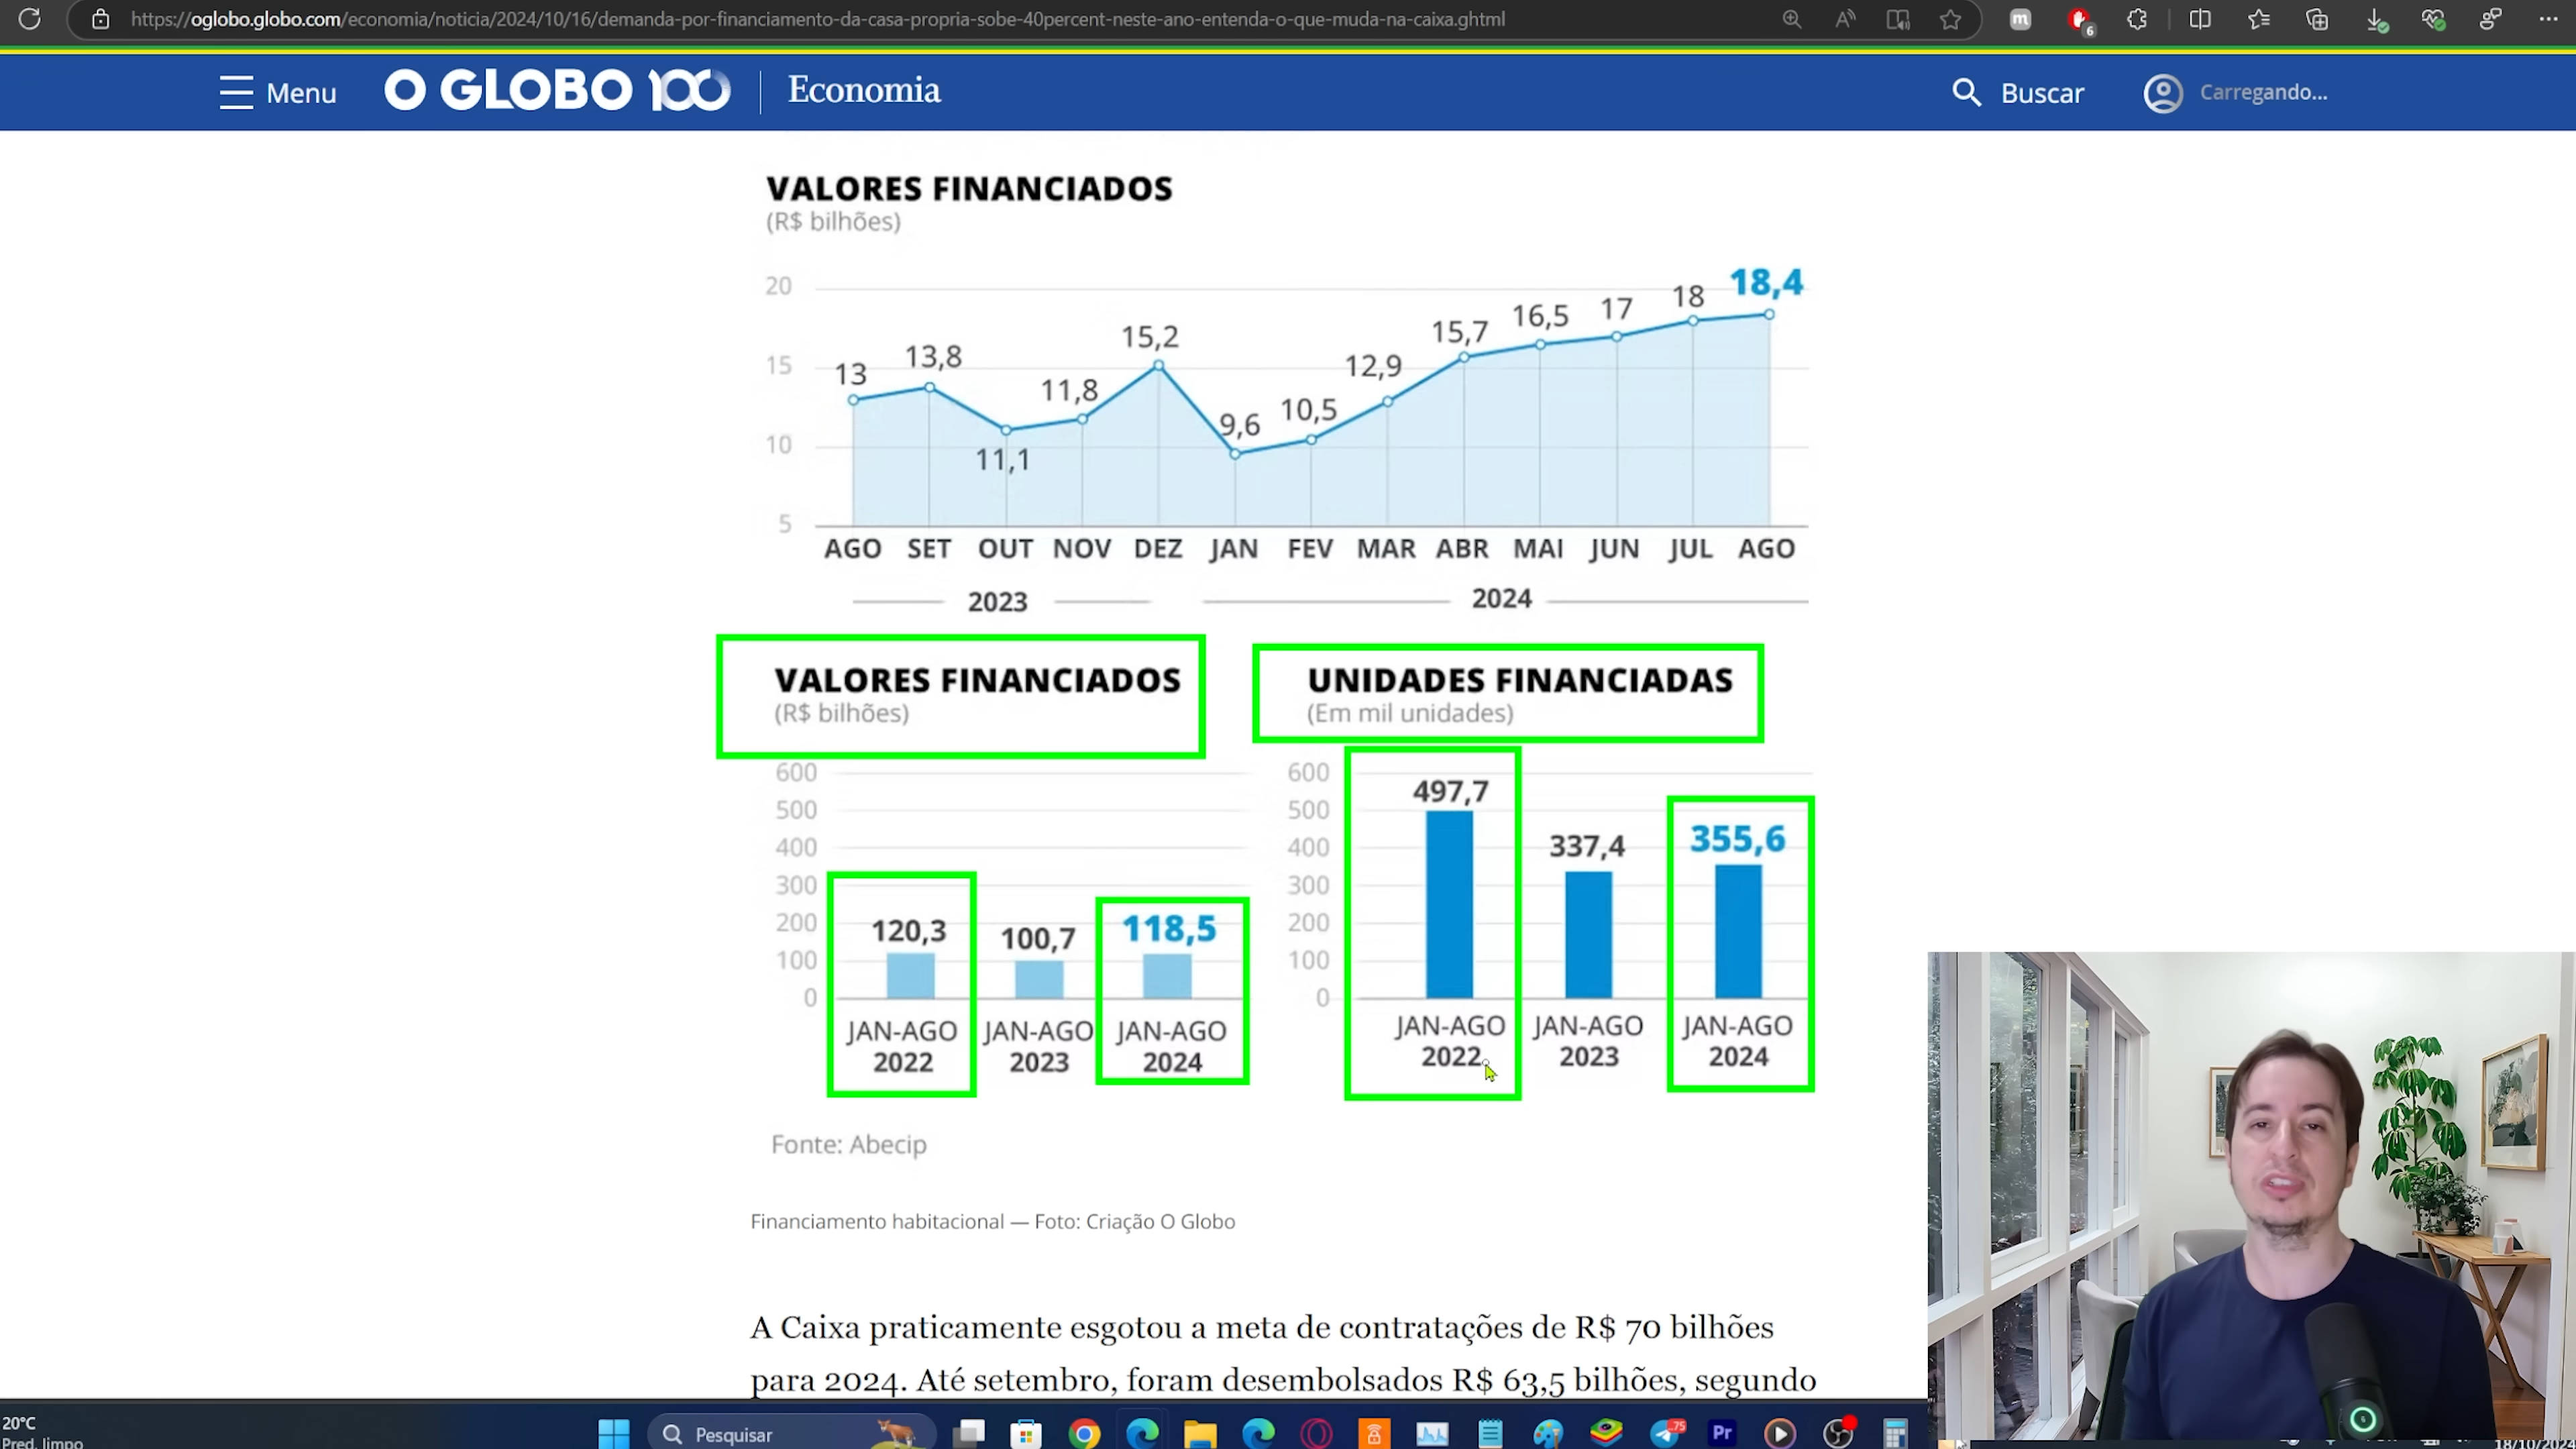 https://oglobo.globo.com/economia/noticia/2024/10/16/demanda-por-financiamento-da-casa-propria-sobe-40percent-neste-ano-entenda-o-que-muda-na-caixa.ghtml
6
Menu O GLOBO 100 Economia Buscar Carregando...
VALORES FINANCIADOS
(R$ bilhões)
20
15
10
5
13 13,8 11,1 11,8 15,2 9,6 10,5 12,9 15,7 16,5 17 18 18,4
AGO SET OUT NOV DEZ JAN FEV MAR ABR MAI JUN JUL AGO
2023 2024
VALORES FINANCIADOS
(R$ bilhões)
600
500
400
300
200
100
0
120,3 100,7 118,5
JAN-AGO JAN-AGO JAN-AGO
2022 2023 2024
UNIDADES FINANCIADAS
(Em mil unidades)
600
500
400
300
200
100
0
497,7 337,4 355,6
JAN-AGO JAN-AGO JAN-AGO
2022 2023 2024
Fonte: Abecip
Financiamento habitacional — Foto: Criação O Globo
A Caixa praticamente esgotou a meta de contratações de R$ 70 bilhões
para 2024. Até setembro, foram desembolsados R$ 63,5 bilhões, segundo
20°C
Pred. limpo
Pesquisar
75
Pr
18/10/2024